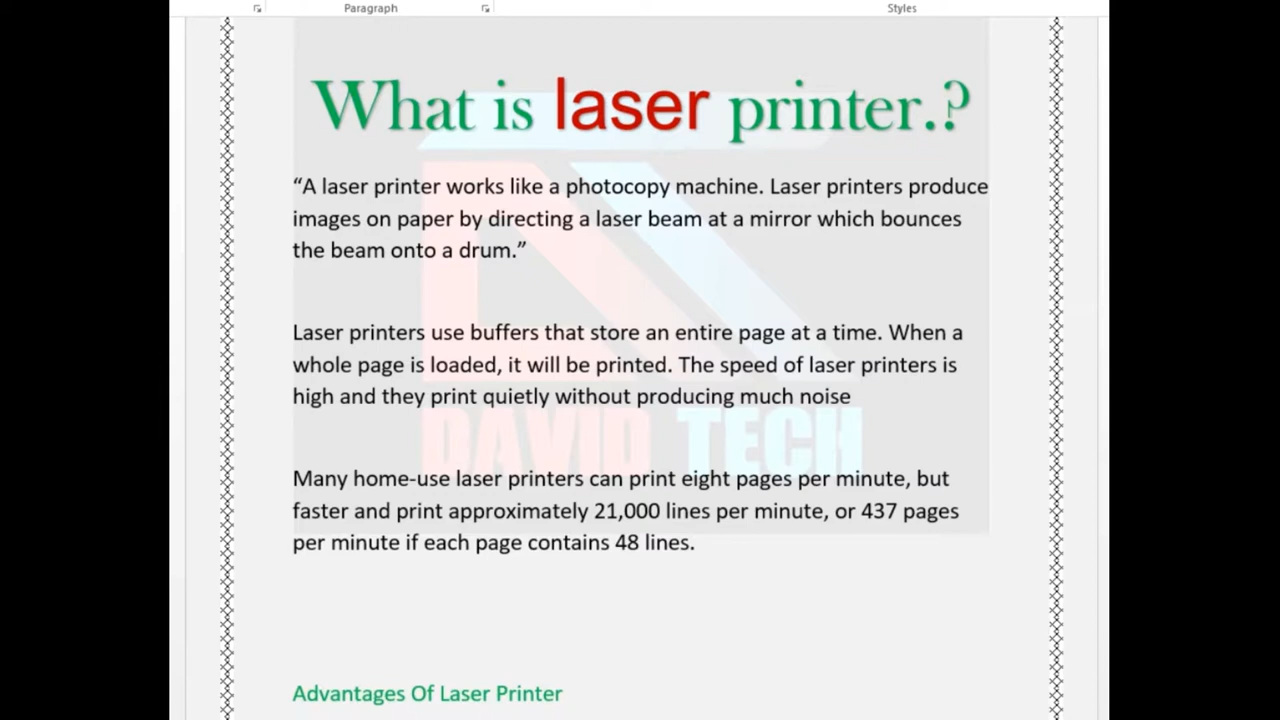 Paragraph
Styles
What is laser printer.?
“A laser printer works like a photocopy machine. Laser printers produce
images on paper by directing a laser beam at a mirror which bounces
the beam onto a drum.”
Laser printers use buffers that store an entire page at a time. When a
whole page is loaded, it will be printed. The speed of laser printers is
high and they print quietly without producing much noise
DAVID TECH
Many home-use laser printers can print eight pages per minute, but
faster and print approximately 21,000 lines per minute, or 437 pages
per minute if each page contains 48 lines.
Advantages Of Laser Printer